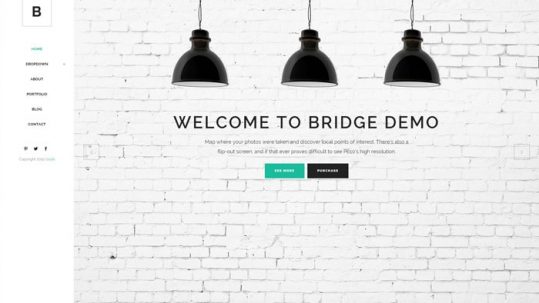 B
HOME
DROPDOWN
ABOUT
PORTFOLIO
BLOG
CONTACT
WELCOME TO BRIDGE DEMO
Map where your photos were taken and discover local points of interest. There's also a
flip-out screen, and if that ever proves difficult to see PEco's high resolution.
SEE MORE
PURCHASE